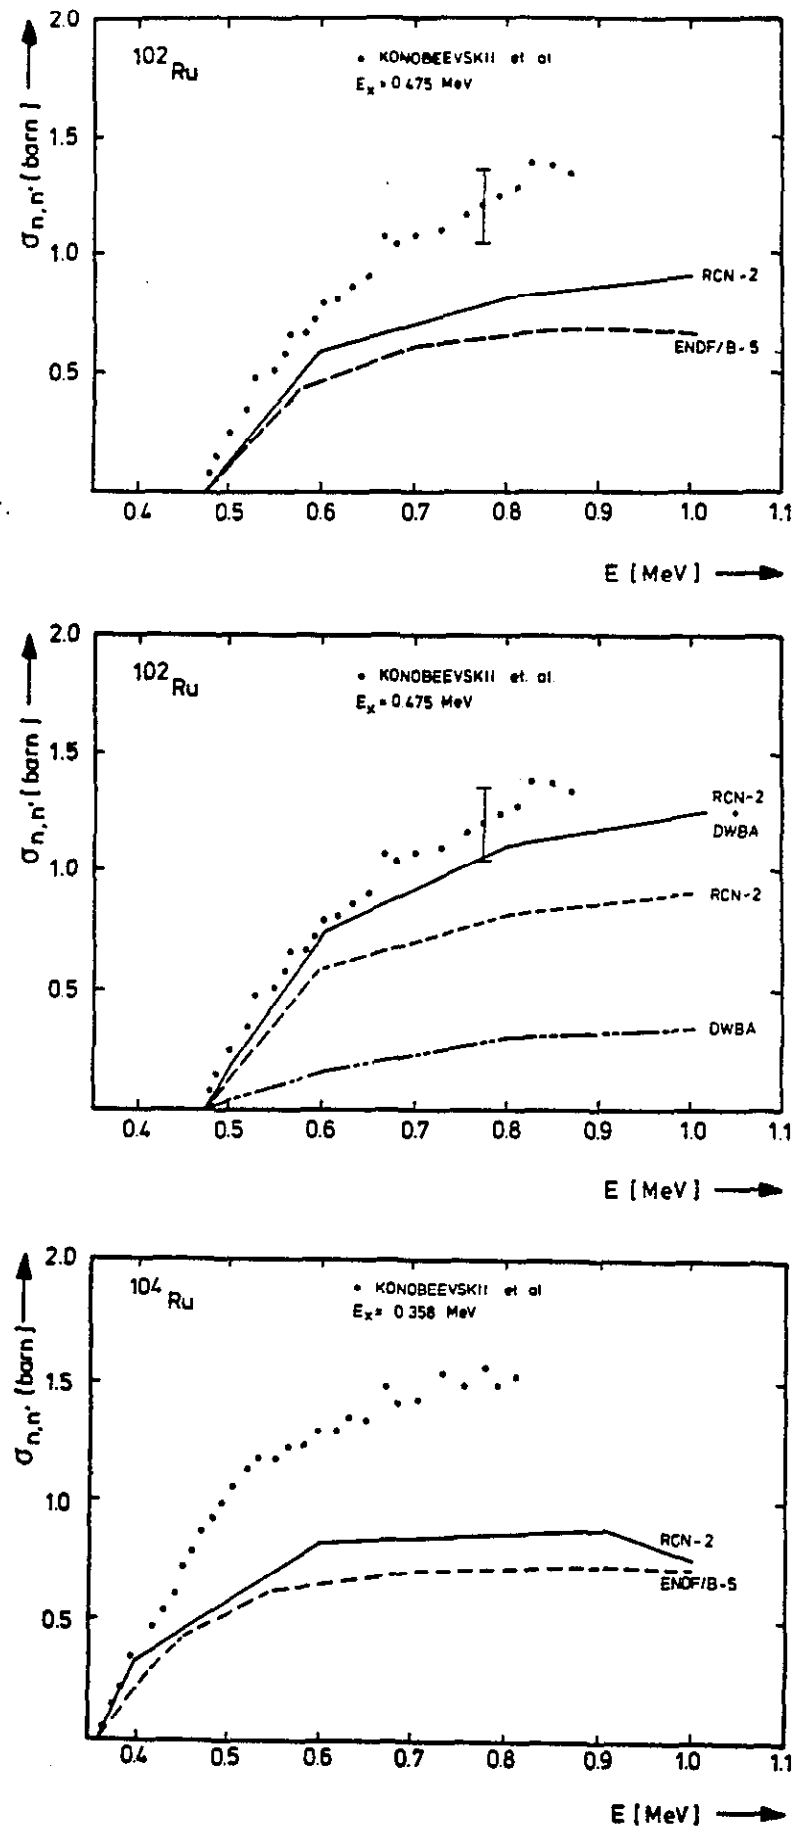 2.0
102Ru
• KONOBEEVSKII et al
Ex = 0.475 MeV
σn,n' (barn)
1.5
1.0
RCN-2
ENDF/B-5
0.5
0.4 0.5 0.6 0.7 0.8 0.9 1.0 1.1
E [MeV]
2.0
102Ru
• KONOBEEVSKII et. al.
Ex = 0.475 MeV
σn,n' (barn)
1.5
RCN-2
DWBA
1.0
RCN-2
0.5
DWBA
0.4 0.5 0.6 0.7 0.8 0.9 1.0 1.1
E [MeV]
2.0
104Ru
• KONOBEEVSKII et al
Ex = 0.358 MeV
σn,n' (barn)
1.5
1.0
RCN-2
ENDF/B-5
0.5
0.4 0.5 0.6 0.7 0.8 0.9 1.0 1.1
E [MeV]